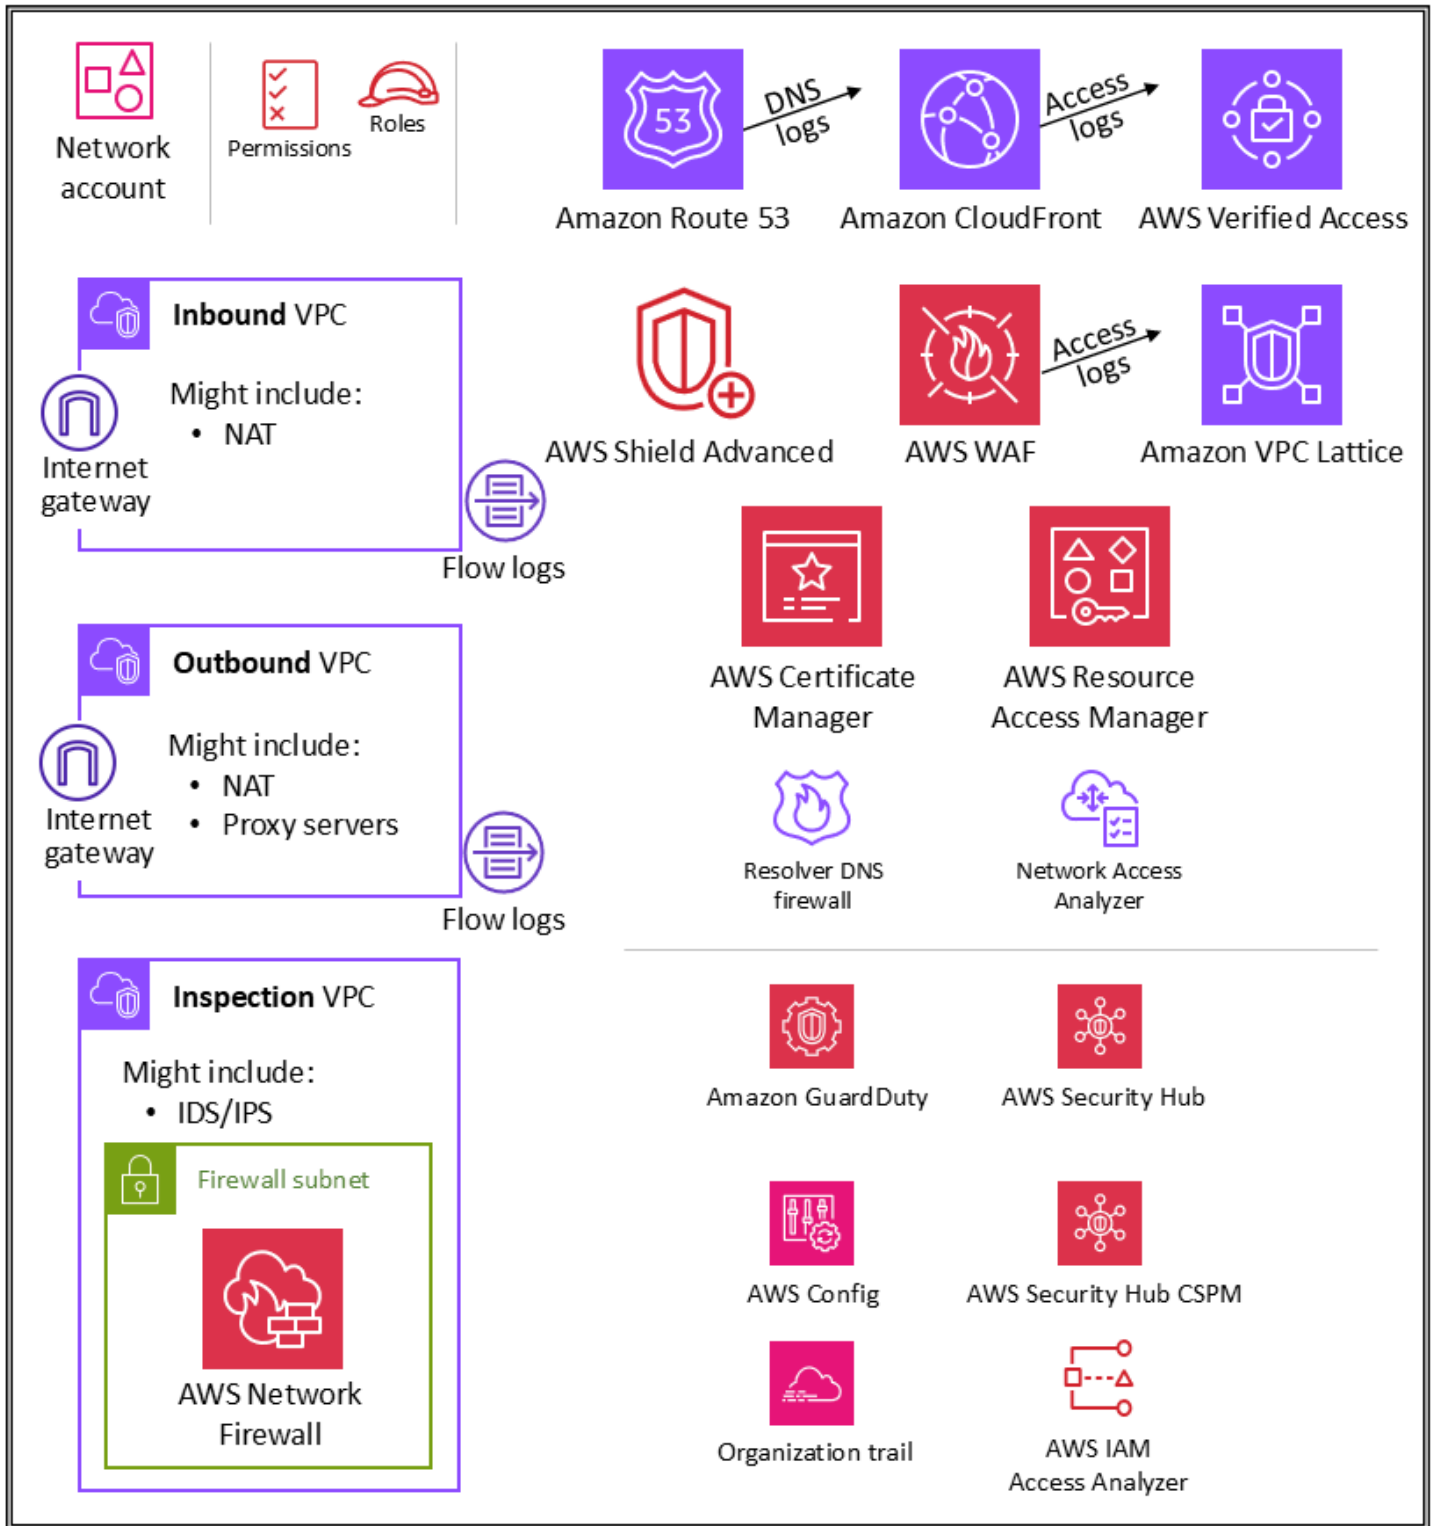 Network
account
Permissions
Roles
53
DNS
logs
Access
logs
Amazon Route 53
Amazon CloudFront
AWS Verified Access
Inbound VPC
Might include:
• NAT
Internet
gateway
Flow logs
AWS Shield Advanced
AWS WAF
Access
logs
Amazon VPC Lattice
AWS Certificate
Manager
AWS Resource
Access Manager
Outbound VPC
Might include:
• NAT
• Proxy servers
Internet
gateway
Flow logs
Resolver DNS
firewall
Network Access
Analyzer
Inspection VPC
Might include:
• IDS/IPS
Firewall subnet
AWS Network
Firewall
Amazon GuardDuty
AWS Security Hub
AWS Config
AWS Security Hub CSPM
Organization trail
AWS IAM
Access Analyzer